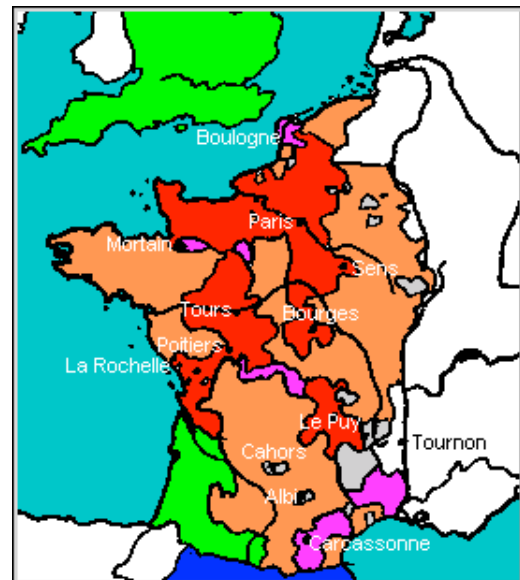 Boulogne
Paris
Mortain
Sens
Tours
Bourges
Poitiers
La Rochelle
Le Puy
Tournon
Cahors
Albi
Carcassonne